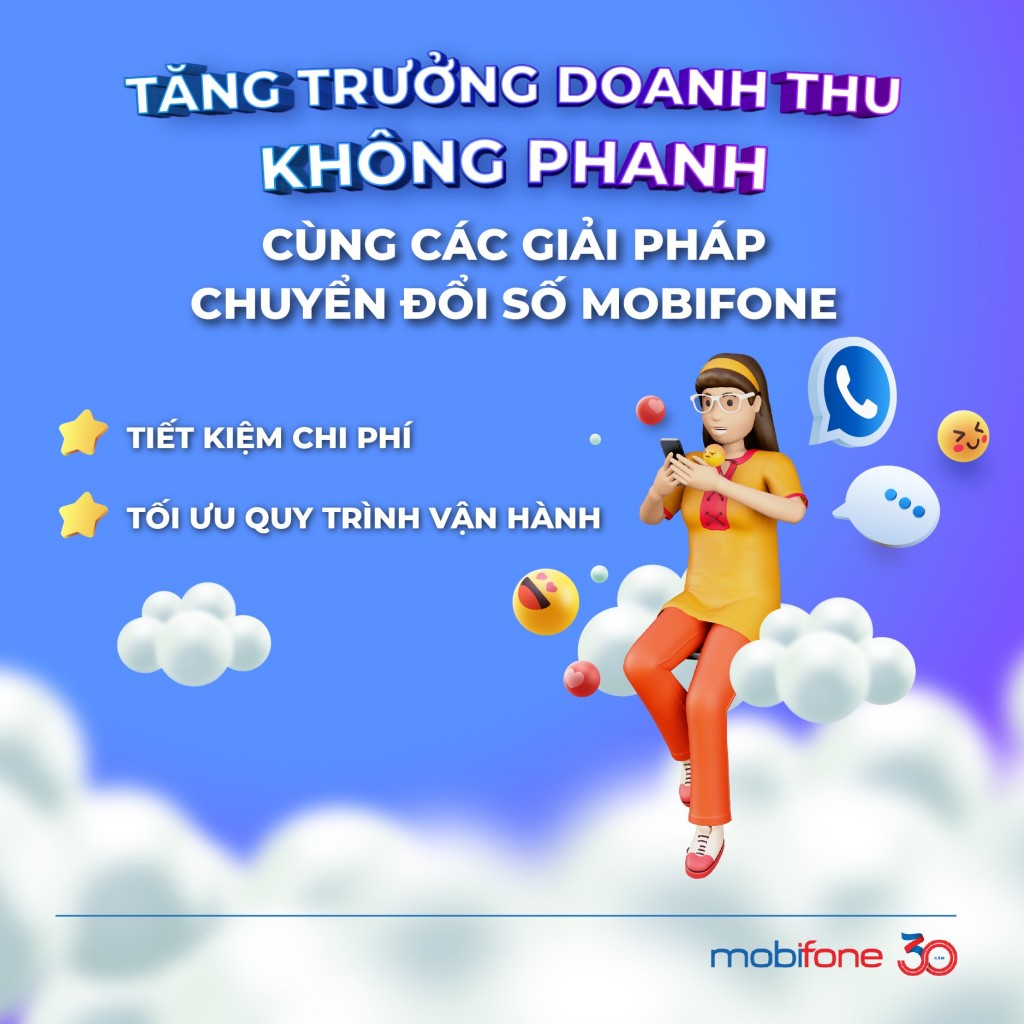 TĂNG TRƯỞNG DOANH THU
KHÔNG PHANH
CÙNG CÁC GIẢI PHÁP
CHUYỂN ĐỔI SỐ MOBIFONE
TIẾT KIỆM CHI PHÍ
TỐI ƯU QUY TRÌNH VẬN HÀNH
mobifone 30 NĂM